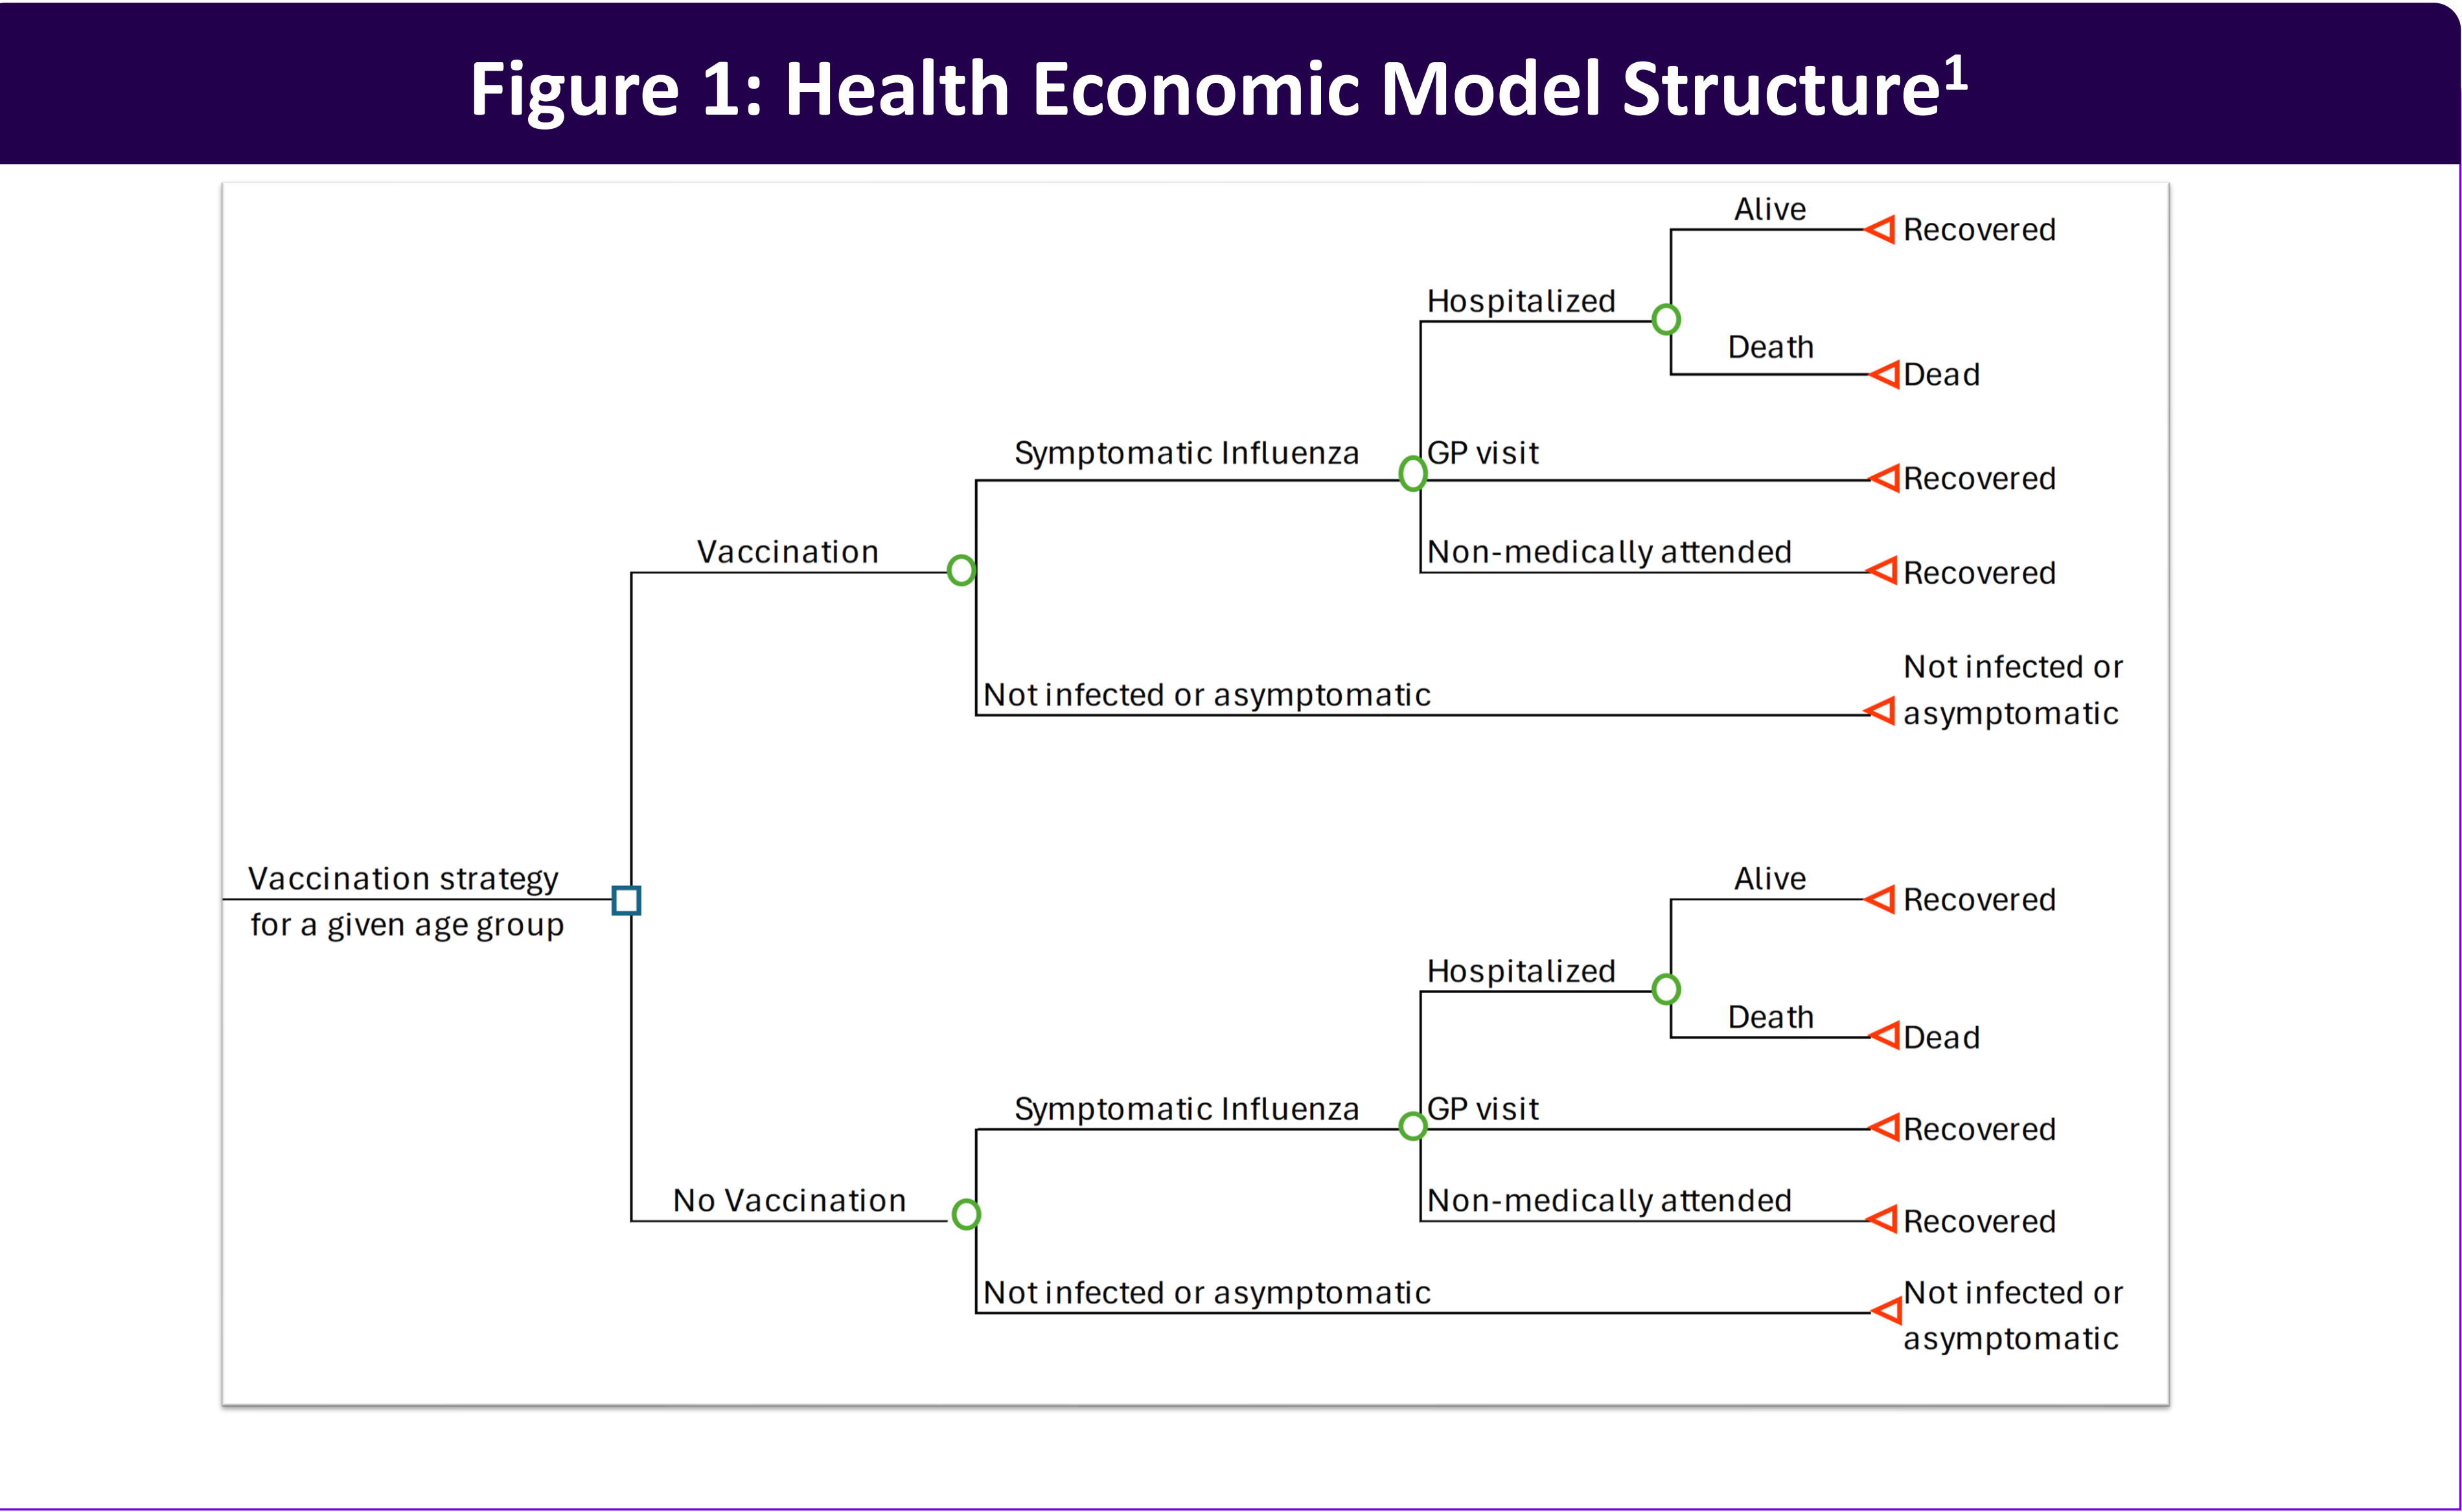 Figure 1: Health Economic Model Structure¹
Alive
Recovered
Hospitalized
Death
Dead
Symptomatic Influenza
GP visit
Recovered
Vaccination
Non-medically attended
Recovered
Not infected or
asymptomatic
Not infected or asymptomatic
Vaccination strategy
for a given age group
Alive
Recovered
Hospitalized
Death
Dead
Symptomatic Influenza
GP visit
Recovered
No Vaccination
Non-medically attended
Recovered
Not infected or asymptomatic
Not infected or
asymptomatic